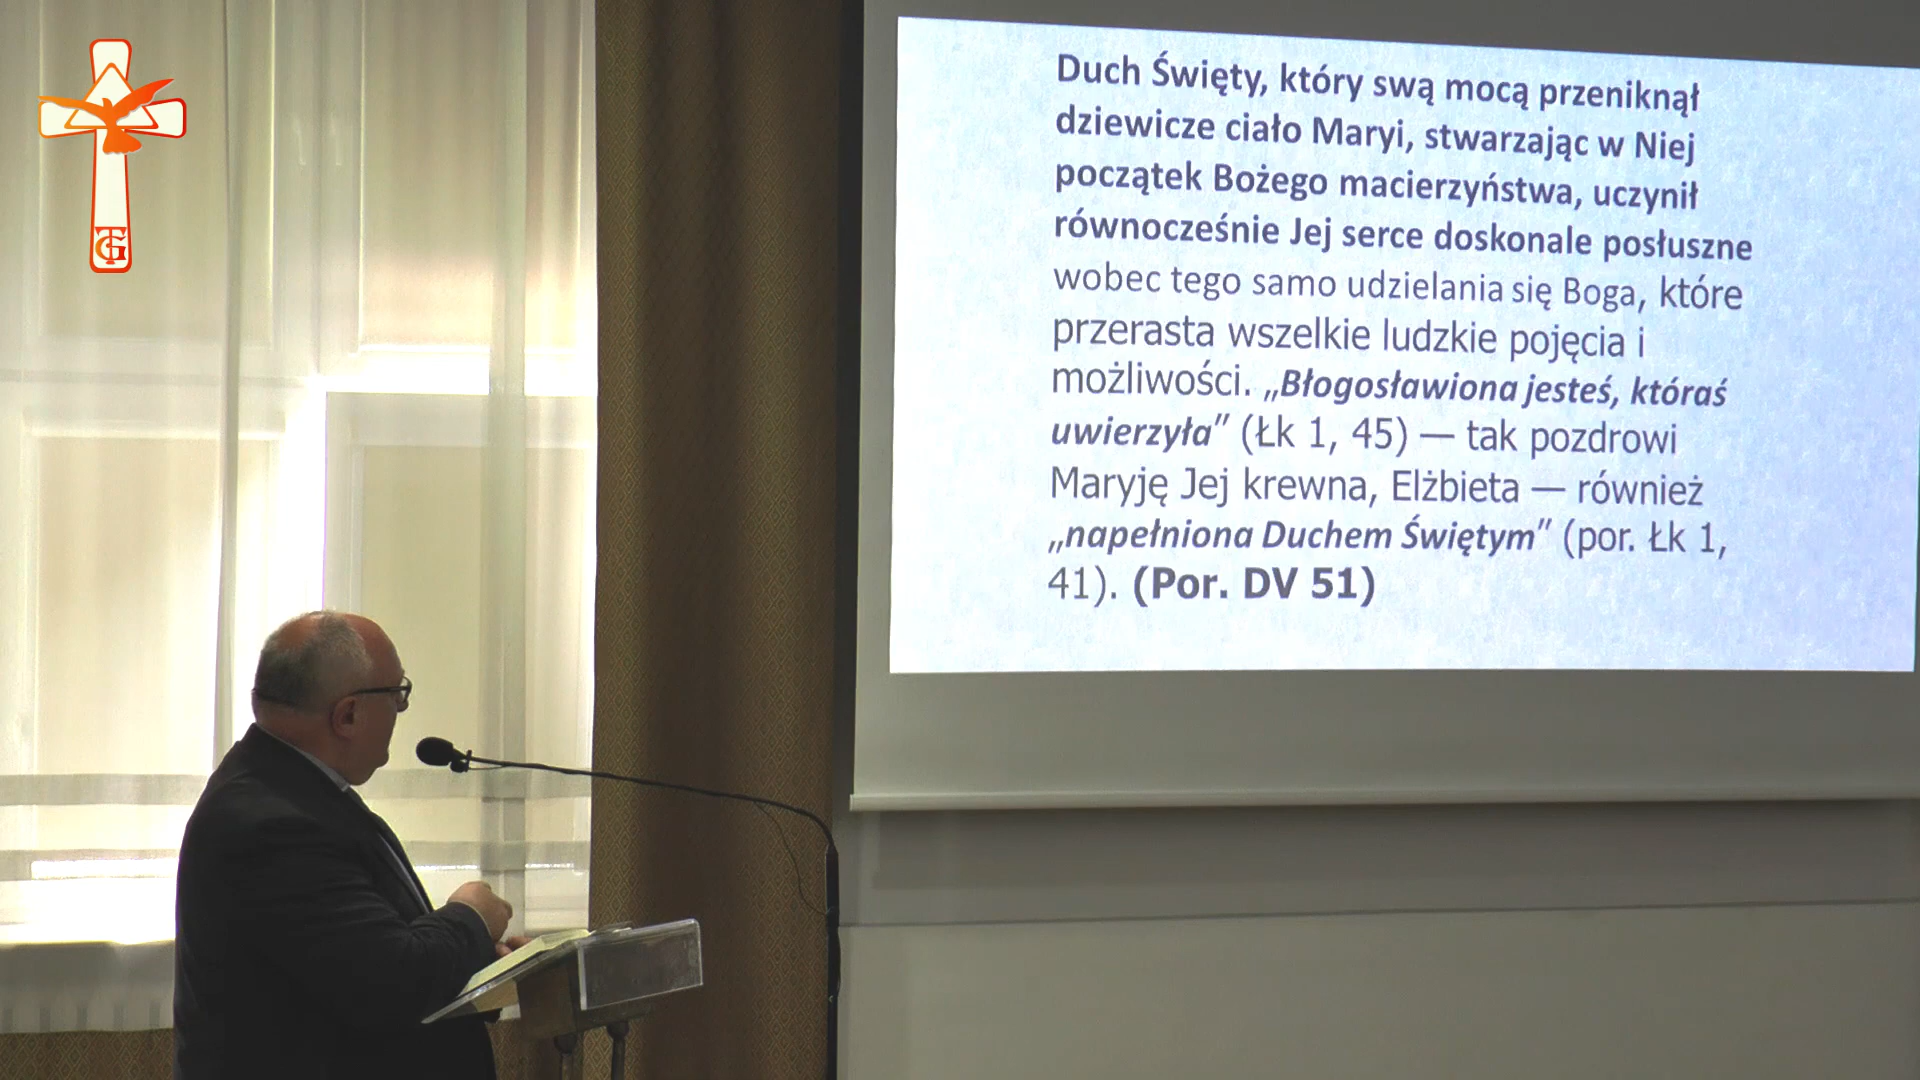 Duch Święty, który swą mocą przeniknął
dziewicze ciało Maryi, stwarzając w Niej
początek Bożego macierzyństwa, uczynił
równocześnie Jej serce doskonale posłuszne
wobec tego samo udzielania się Boga, które
przerasta wszelkie ludzkie pojęcia i
możliwości. „Błogosławiona jesteś, któraś
uwierzyła” (Łk 1, 45) — tak pozdrowi
Maryję Jej krewna, Elżbieta — również
„napełniona Duchem Świętym” (por. Łk 1,
41). (Por. DV 51)